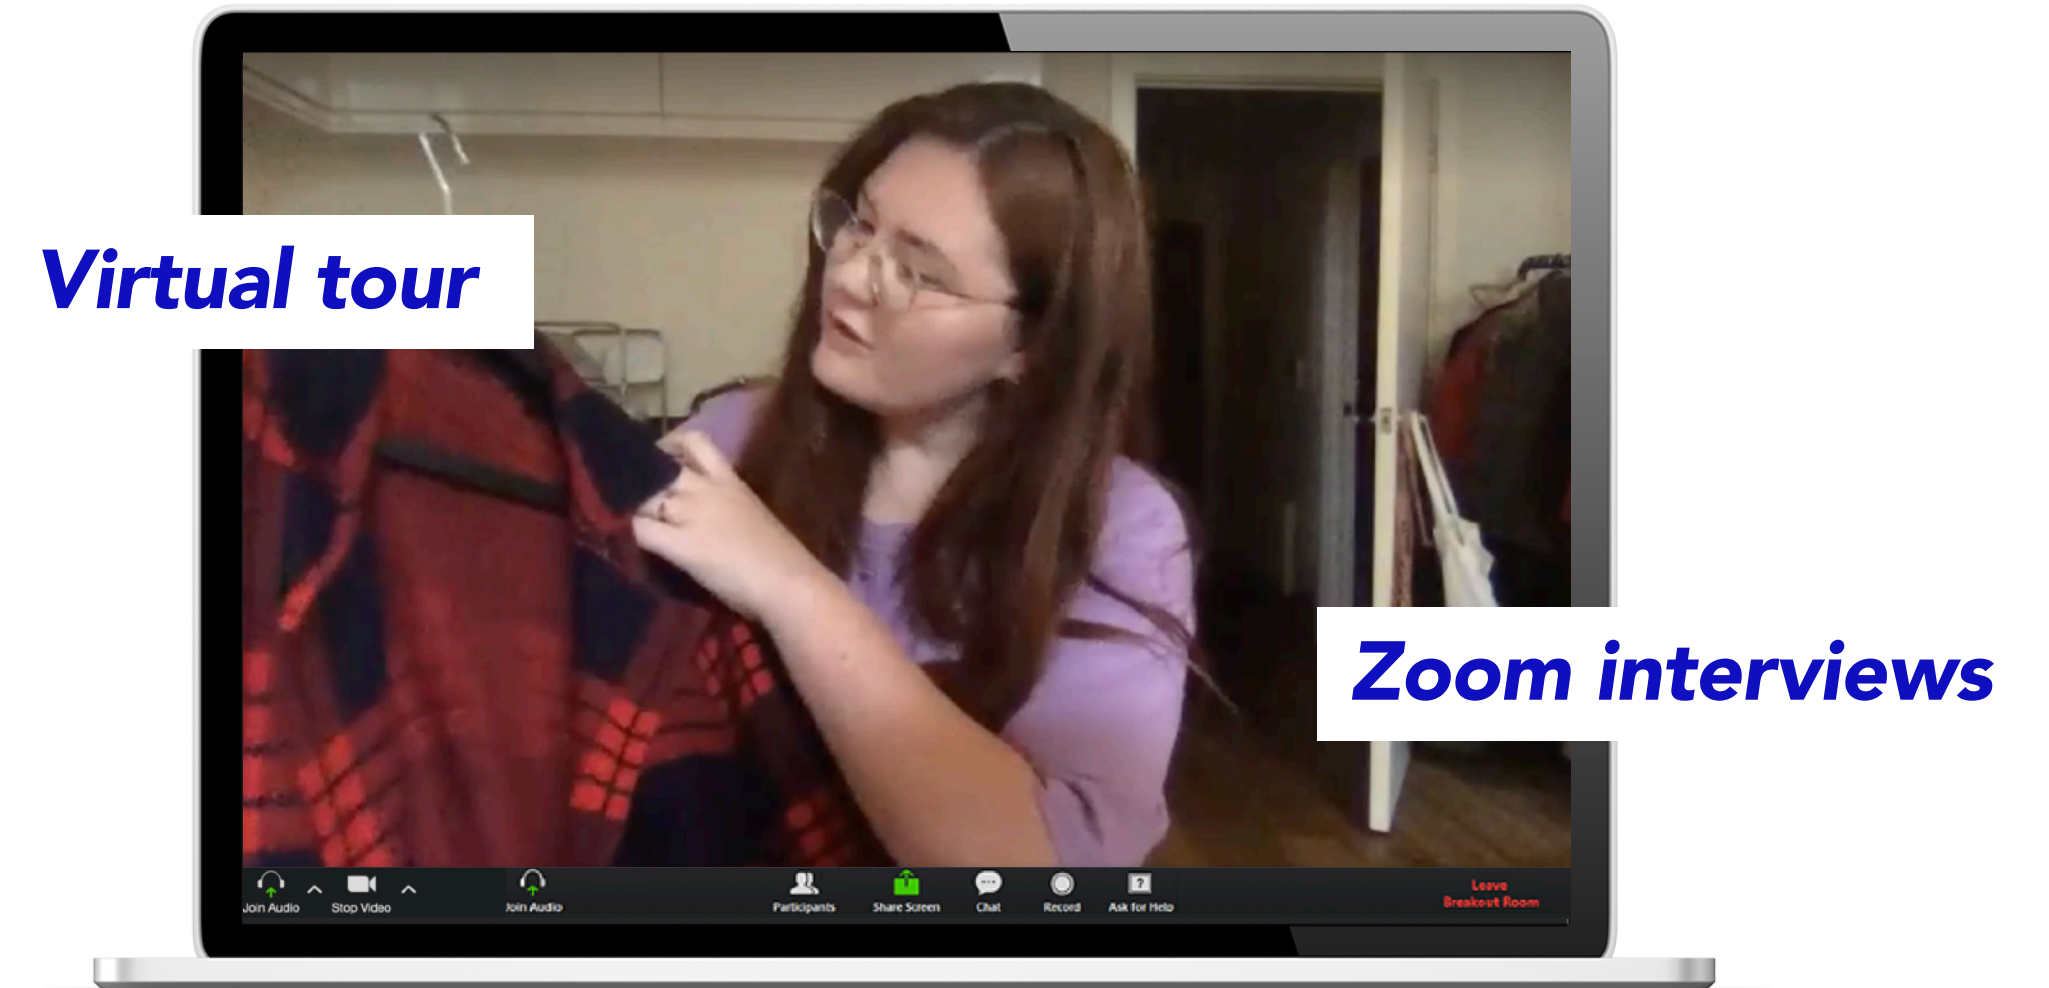 Virtual tour
Zoom interviews
Join Audio
Stop Video
Join Audio
Participants
Share Screen
Chat
Record
Ask for Help
Leave
Breakout Room